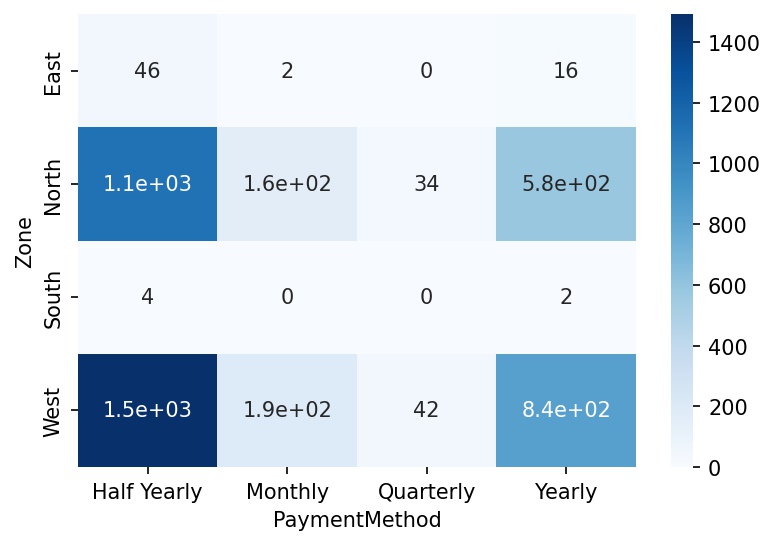 East 46 2 0 16
North 1.1e+03 1.6e+02 34 5.8e+02
South 4 0 0 2
West 1.5e+03 1.9e+02 42 8.4e+02
Half Yearly Monthly Quarterly Yearly
PaymentMethod
Zone
1400
1200
1000
800
600
400
200
0